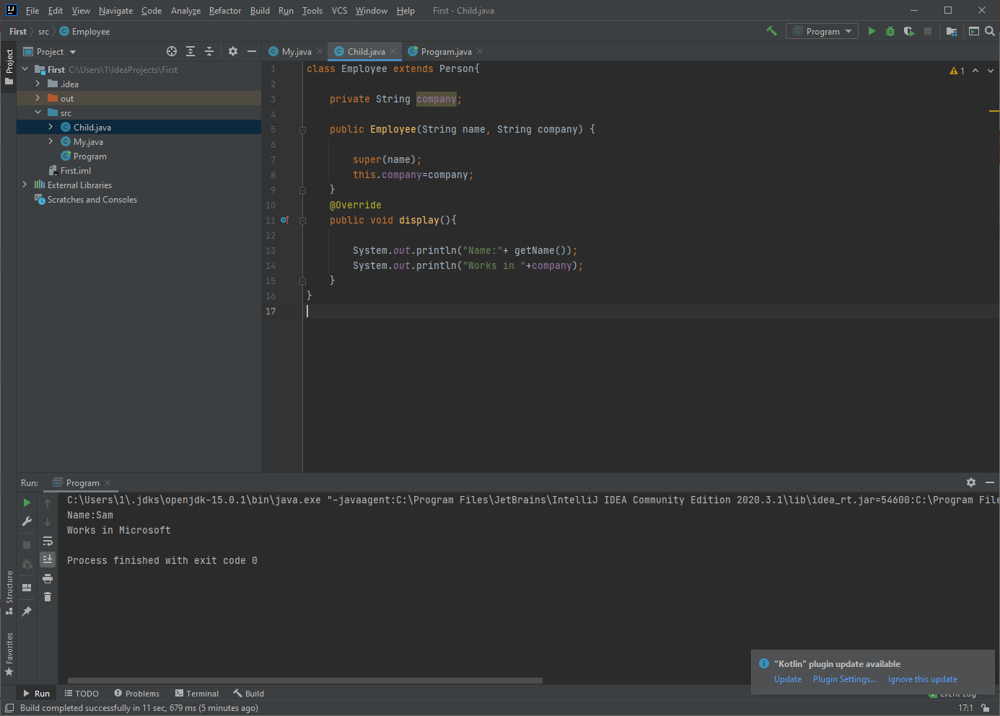 File Edit View Navigate Code Analyze Refactor Build Run Tools VCS Window Help First - Child.java
First src Employee Program
Project My.java Child.java Program.java
Project
First C:\Users\1\IdeaProjects\First
.idea
out
src
Child.java
My.java
Program
First.iml
External Libraries
Scratches and Consoles
1 class Employee extends Person{
2
3 private String company;
4
5 public Employee(String name, String company) {
6
7 super(name);
8 this.company=company;
9 }
10 @Override
11 public void display(){
12
13 System.out.println("Name:"+ getName());
14 System.out.println("Works in "+company);
15 }
16 }
17
1
Run: Program
C:\Users\1\.jdks\openjdk-15.0.1\bin\java.exe "-javaagent:C:\Program Files\JetBrains\IntelliJ IDEA Community Edition 2020.3.1\lib\idea_rt.jar=54600:C:\Program File
Name:Sam
Works in Microsoft
Process finished with exit code 0
Structure
Favorites
"Kotlin" plugin update available
Update Plugin Settings... Ignore this update
Run TODO Problems Terminal Build Event Log
Build completed successfully in 11 sec, 679 ms (5 minutes ago) 17:1